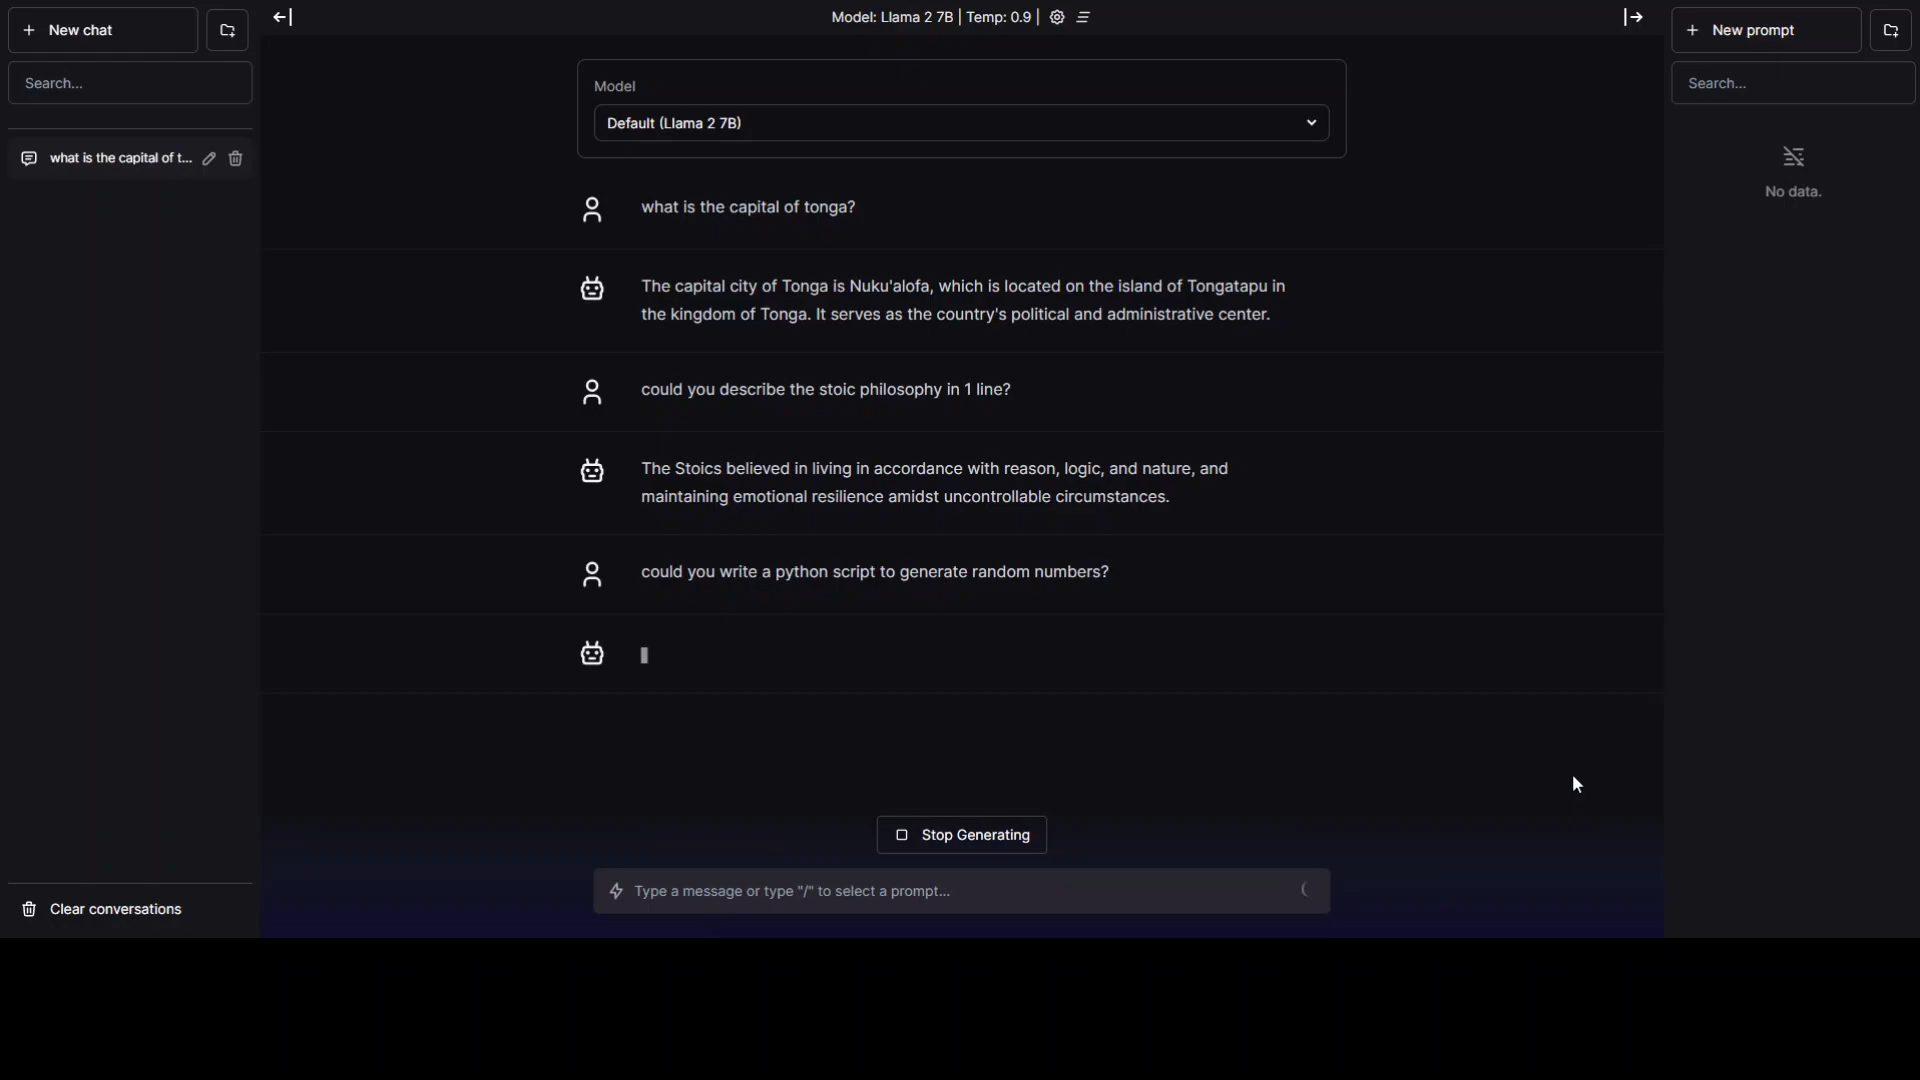 New chat
Search...
what is the capital of t...
Clear conversations
Model: Llama 2 7B | Temp: 0.9 |
Model
Default (Llama 2 7B)
what is the capital of tonga?
The capital city of Tonga is Nuku'alofa, which is located on the island of Tongatapu in
the kingdom of Tonga. It serves as the country's political and administrative center.
could you describe the stoic philosophy in 1 line?
The Stoics believed in living in accordance with reason, logic, and nature, and
maintaining emotional resilience amidst uncontrollable circumstances.
could you write a python script to generate random numbers?
Stop Generating
Type a message or type "/" to select a prompt...
New prompt
Search...
No data.